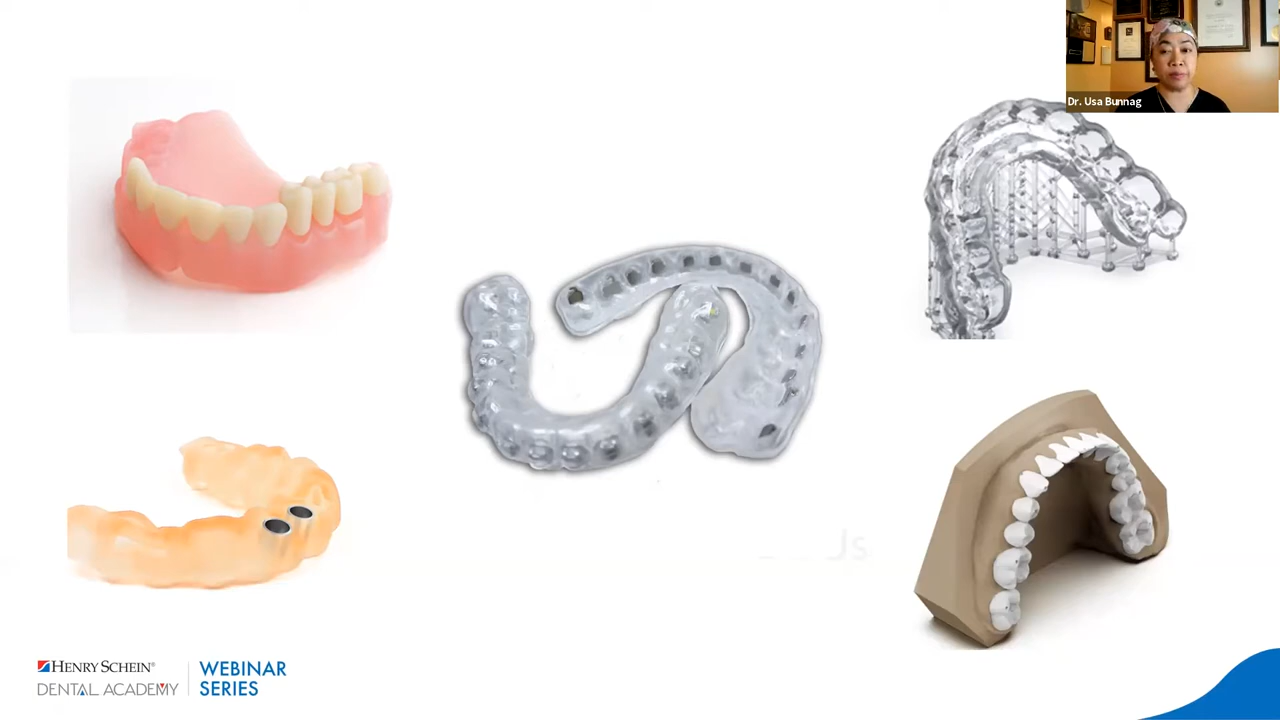 Dr. Usa Bunnag
HENRY SCHEIN®
DENTAL ACADEMY
WEBINAR
SERIES